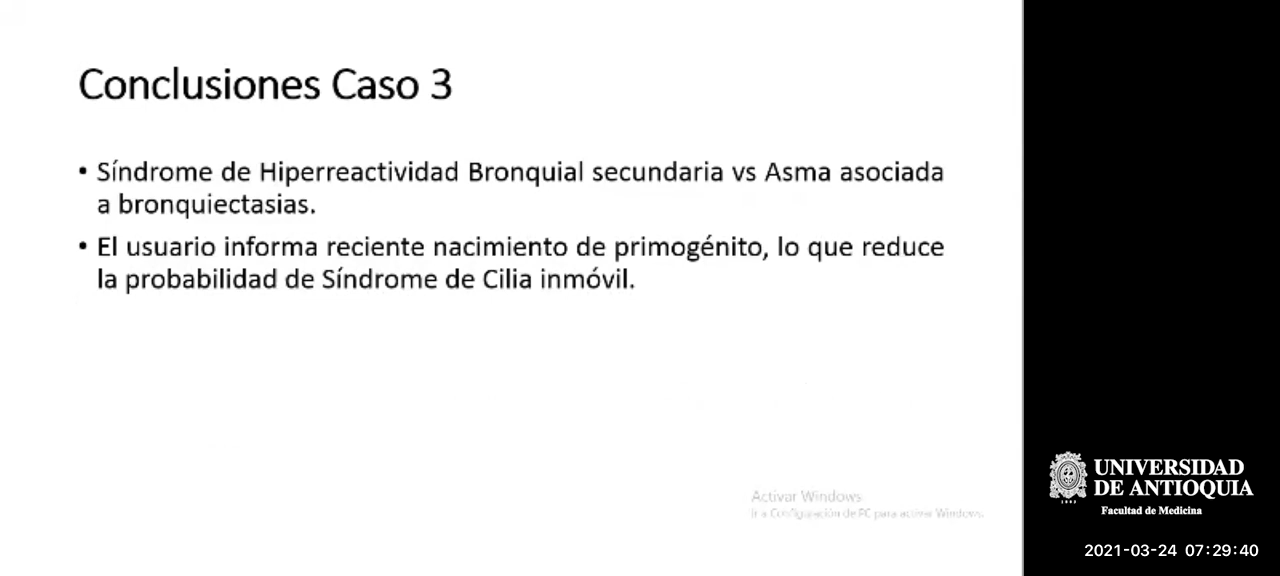 Conclusiones Caso 3
• Síndrome de Hiperreactividad Bronquial secundaria vs Asma asociada
a bronquiectasias.
• El usuario informa reciente nacimiento de primogénito, lo que reduce
la probabilidad de Síndrome de Cilia inmóvil.
Activar Windows
Ir a Configuración de PC para activar Windows.
UNIVERSIDAD
DE ANTIOQUIA
1803
Facultad de Medicina
2021-03-24 07:29:40